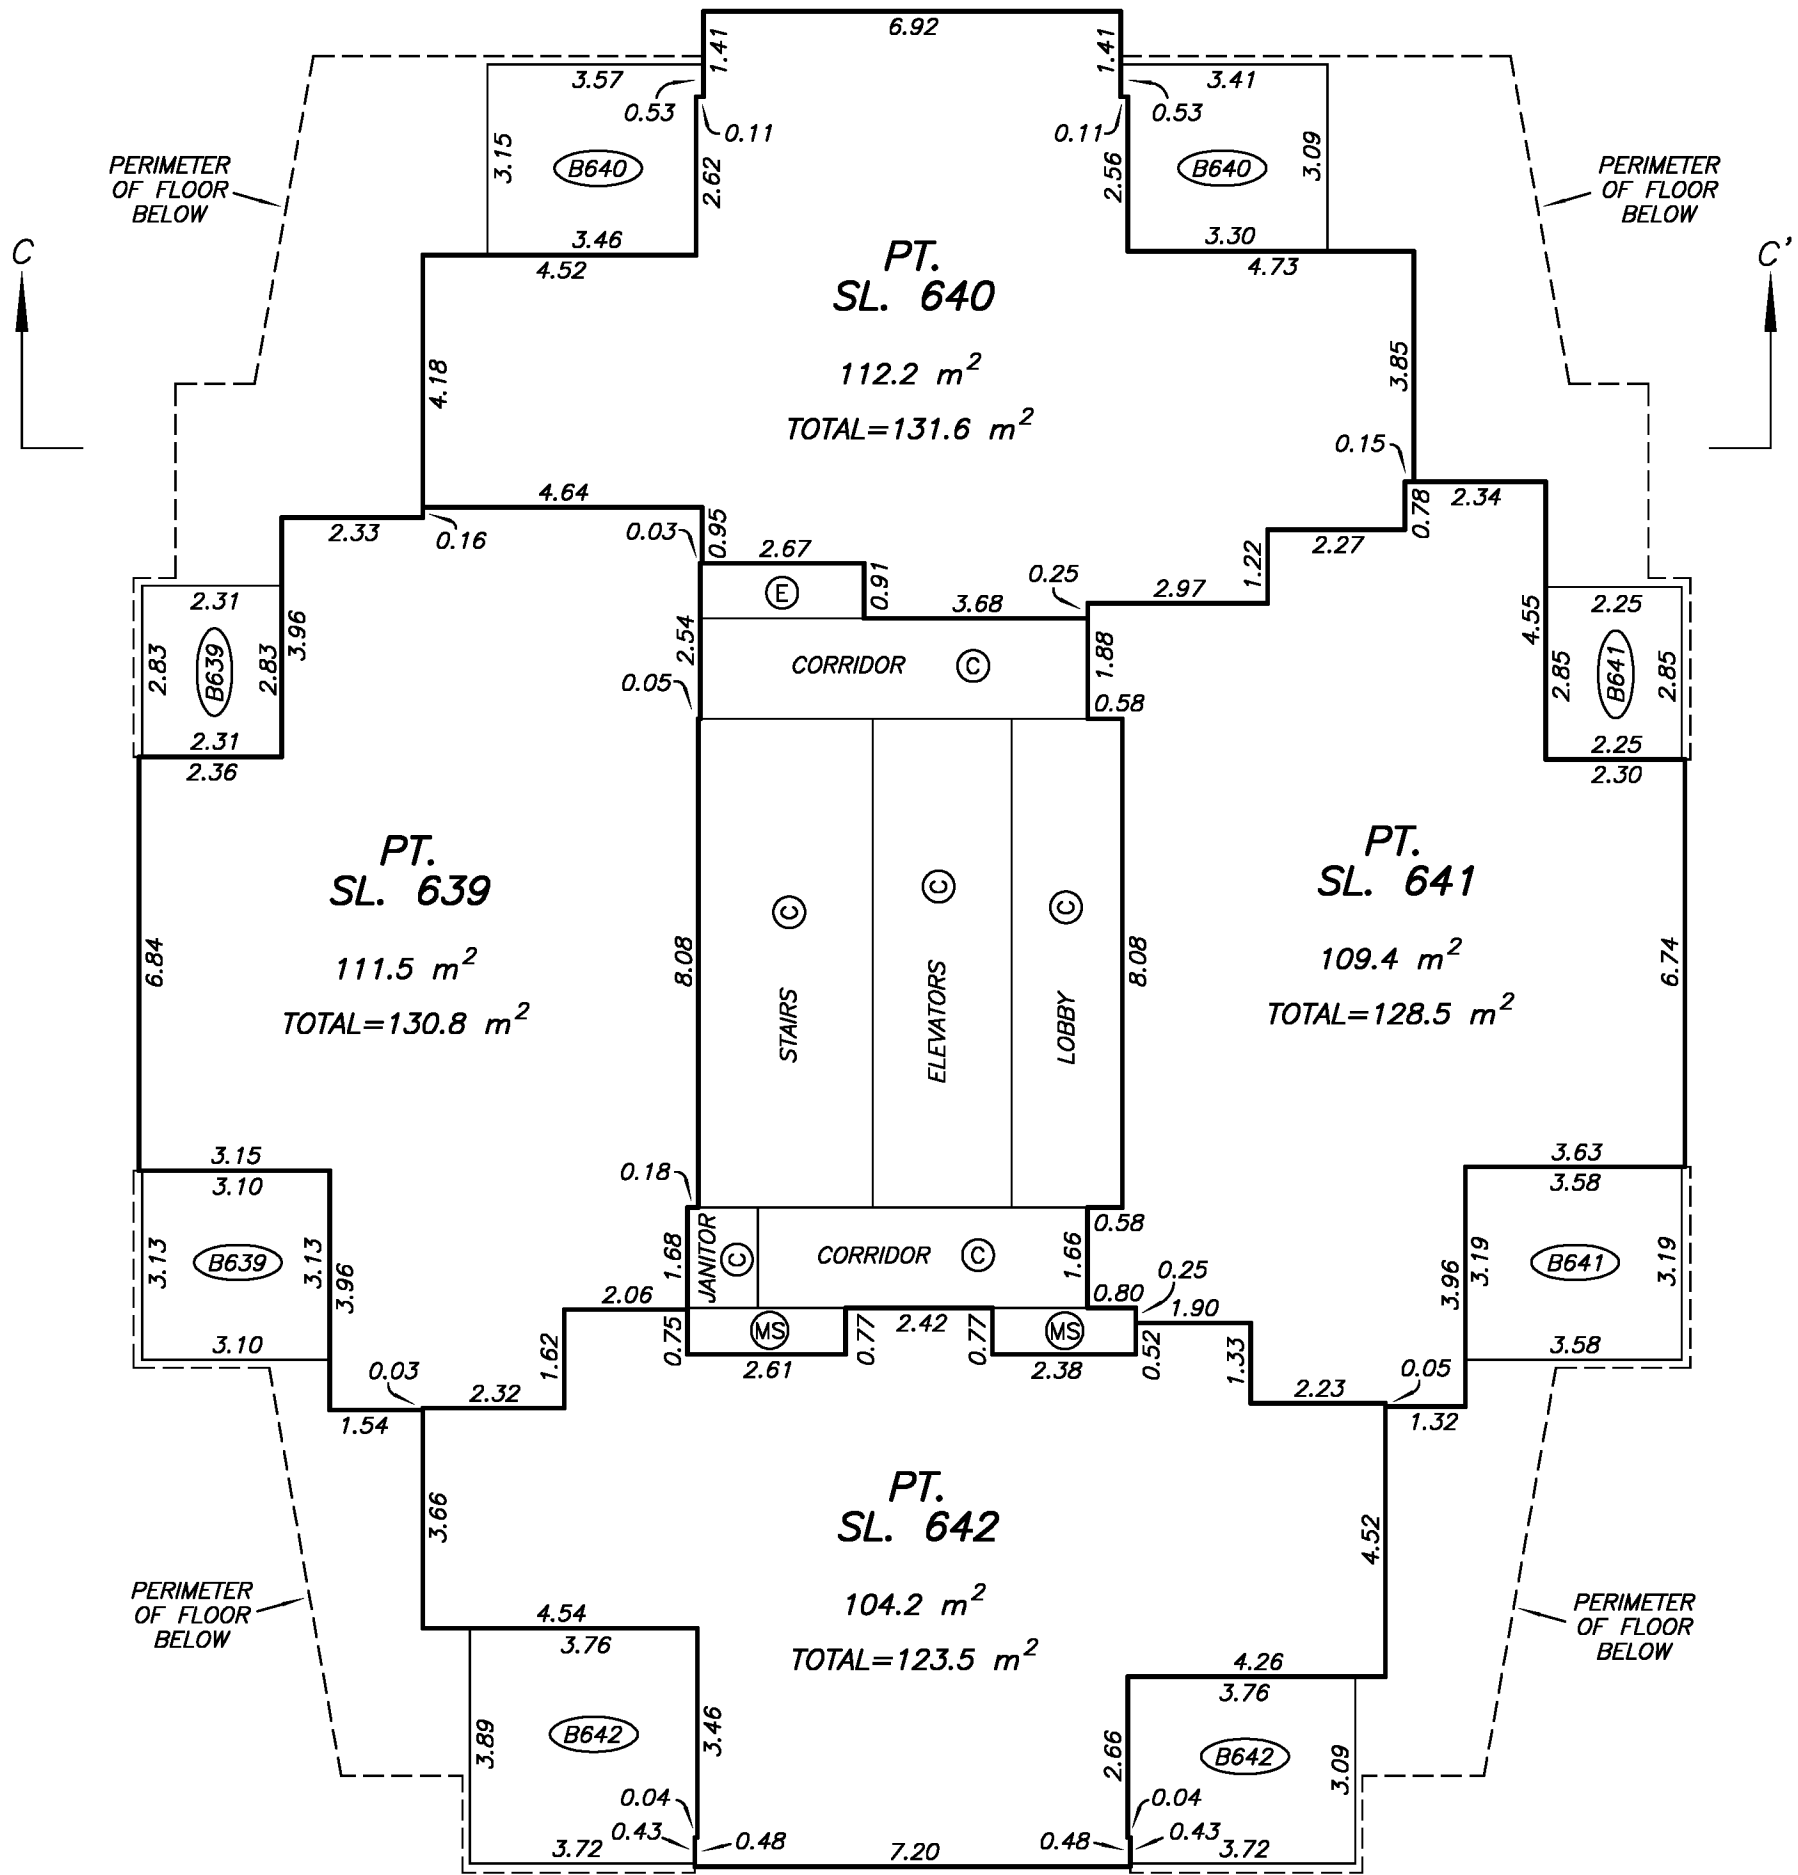 6.92
1.41
1.41
3.57
3.41
0.53
0.53
0.11
0.11
3.15
B640
2.62
2.56
B640
3.09
PERIMETER
OF FLOOR
BELOW
PERIMETER
OF FLOOR
BELOW
3.46
4.52
3.30
4.73
C
C'
PT.
SL. 640
112.2 m²
TOTAL=131.6 m²
4.18
3.85
0.15
4.64
2.34
0.78
2.33
0.16
0.03
0.95
2.67
2.27
1.22
0.91
0.25
2.97
3.68
E
2.31
2.83
B639
2.83
3.96
2.54
CORRIDOR C
1.88
4.55
2.25
2.85
B641
2.85
0.05
0.58
2.31
2.36
2.25
2.30
PT.
SL. 639
111.5 m²
TOTAL=130.8 m²
PT.
SL. 641
109.4 m²
TOTAL=128.5 m²
6.84
8.08
C
STAIRS
C
ELEVATORS
C
LOBBY
8.08
6.74
3.15
3.10
0.18
3.63
3.58
3.13
B639
3.13
3.96
1.68
JANITOR
C
CORRIDOR C
1.66
0.58
3.96
3.19
B641
3.19
0.80
0.25
1.90
2.06
0.75
MS
0.77
2.42
0.77
MS
0.52
1.33
1.62
3.10
3.58
2.61
2.38
0.03
2.32
1.54
2.23
0.05
1.32
3.66
PT.
SL. 642
104.2 m²
TOTAL=123.5 m²
4.52
PERIMETER
OF FLOOR
BELOW
PERIMETER
OF FLOOR
BELOW
4.54
3.76
4.26
3.76
3.89
B642
3.46
2.66
B642
3.09
0.04
0.43
0.48
3.72
7.20
0.04
0.48
0.43
3.72